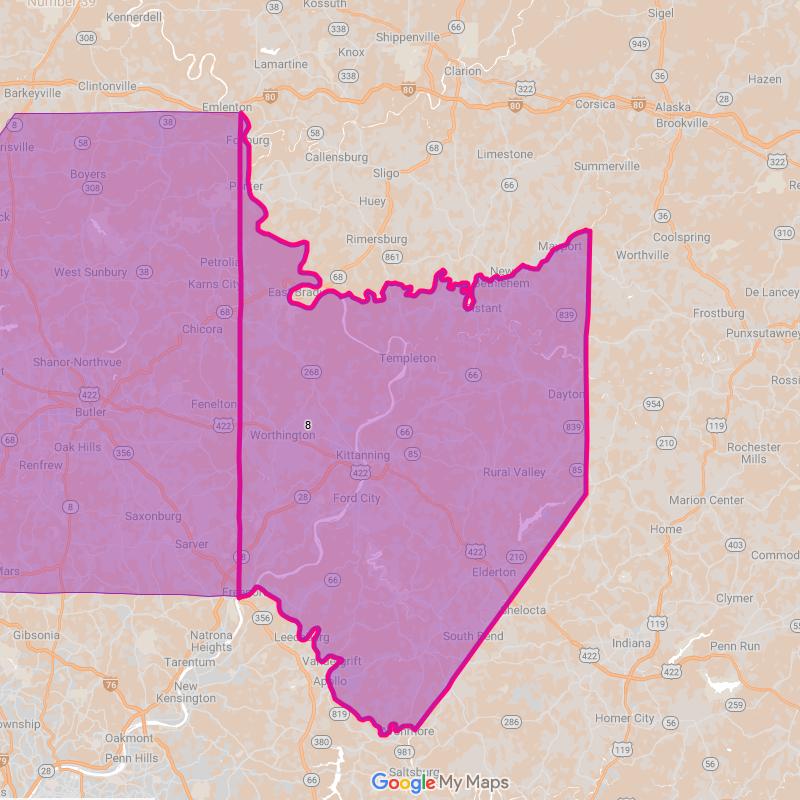 Number 39
Kossuth
Sigel
Kennerdell
38
39
338
Shippenville
66
308
Knox
949
Lamartine
Clarion
36
338
Hazen
Clintonville
322
Barkeyville
80
80
28
Emlenton
80
Corsica
80
Alaska
Brookville
8
38
58
Foxburg
58
68
Callensburg
Limestone
322
Boyers
Sligo
Summerville
308
Parker
66
Huey
36
Coolspring
310
Rimersburg
Mayport
Worthville
861
Petrolia
West Sunbury
38
68
New
Bethlehem
Karns City
East Brady
De Lancey
68
Distant
839
Frostburg
Chicora
Punxsutawney
Shanor-Northvue
Templeton
268
66
Rossi
422
Dayton
Fenelton
954
Butler
422
8
66
839
119
Worthington
68
Oak Hills
210
356
Kittanning
85
Rochester
Mills
Renfrew
422
Rural Valley
85
28
Ford City
Marion Center
8
Saxonburg
Home
Sarver
422
403
210
Commod
Mars
66
Elderton
Freeport
Clymer
356
Shelocta
119
Gibsonia
Natrona
Heights
Leechburg
South Bend
Indiana
Penn Run
Tarentum
422
422
Vandergrift
76
New
Kensington
Apollo
259
819
286
Homer City
56
Oakmont
Avonmore
380
119
Penn Hills
981
56
28
66
Saltsburg
Google My Maps